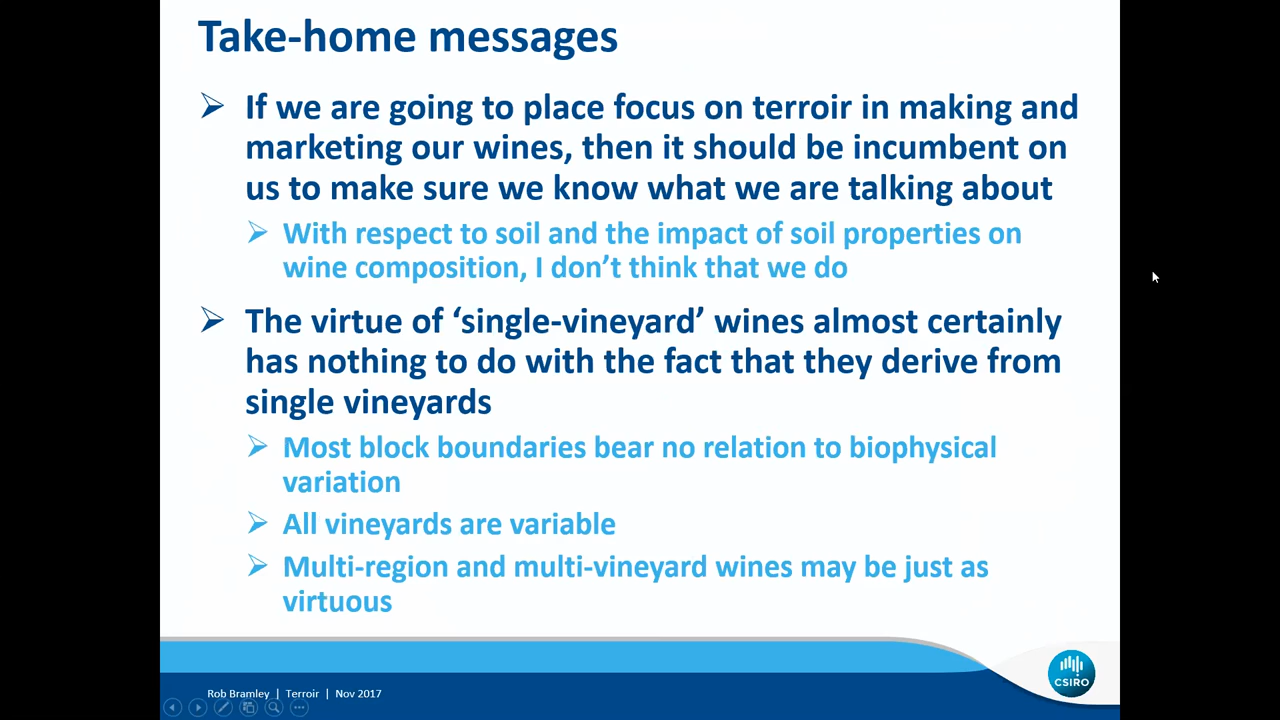 Take-home messages
If we are going to place focus on terroir in making and
marketing our wines, then it should be incumbent on
us to make sure we know what we are talking about
With respect to soil and the impact of soil properties on
wine composition, I don’t think that we do
The virtue of ‘single-vineyard’ wines almost certainly
has nothing to do with the fact that they derive from
single vineyards
Most block boundaries bear no relation to biophysical
variation
All vineyards are variable
Multi-region and multi-vineyard wines may be just as
virtuous
CSIRO
Rob Bramley | Terroir | Nov 2017